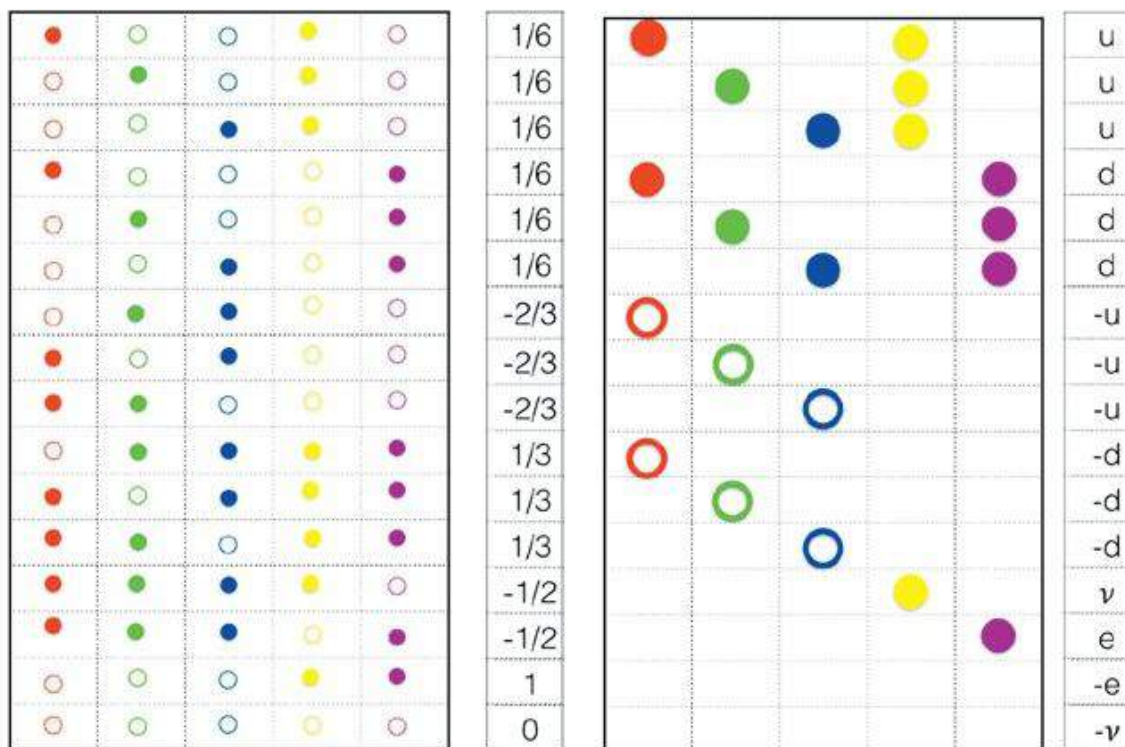 1/6 u
1/6 u
1/6 u
1/6 d
1/6 d
1/6 d
-2/3 -u
-2/3 -u
-2/3 -u
1/3 -d
1/3 -d
1/3 -d
-1/2 ν
-1/2 e
1 -e
0 -ν